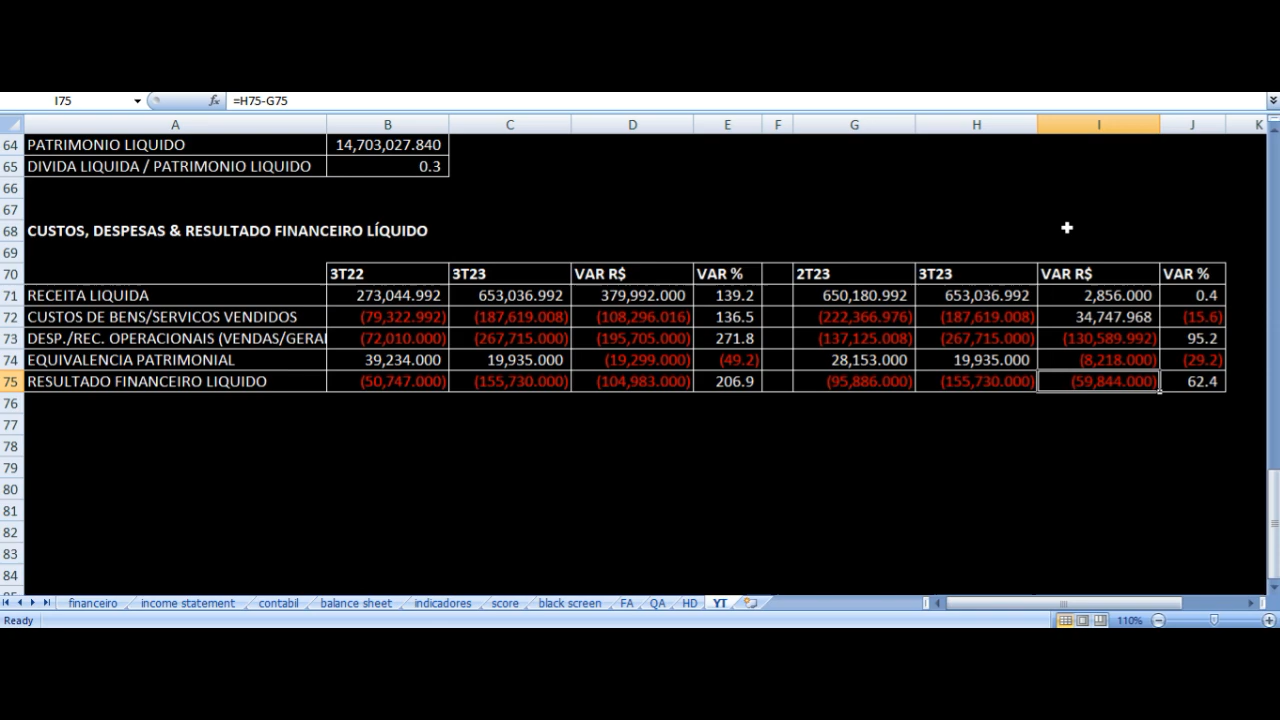 I75 fx =H75-G75
A B C D E F G H I J K
64 PATRIMONIO LIQUIDO 14,703,027.840
65 DIVIDA LIQUIDA / PATRIMONIO LIQUIDO 0.3
66
67
68 CUSTOS, DESPESAS & RESULTADO FINANCEIRO LÍQUIDO
69
70 3T22 3T23 VAR R$ VAR % 2T23 3T23 VAR R$ VAR %
71 RECEITA LIQUIDA 273,044.992 653,036.992 379,992.000 139.2 650,180.992 653,036.992 2,856.000 0.4
72 CUSTOS DE BENS/SERVICOS VENDIDOS (79,322.992) (187,619.008) (108,296.016) 136.5 (222,366.976) (187,619.008) 34,747.968 (15.6)
73 DESP./REC. OPERACIONAIS (VENDAS/GERAI (72,010.000) (267,715.000) (195,705.000) 271.8 (137,125.008) (267,715.000) (130,589.992) 95.2
74 EQUIVALENCIA PATRIMONIAL 39,234.000 19,935.000 (19,299.000) (49.2) 28,153.000 19,935.000 (8,218.000) (29.2)
75 RESULTADO FINANCEIRO LIQUIDO (50,747.000) (155,730.000) (104,983.000) 206.9 (95,886.000) (155,730.000) (59,844.000) 62.4
76
77
78
79
80
81
82
83
84
financeiro income statement contabil balance sheet indicadores score black screen FA QA HD YT
Ready 110%